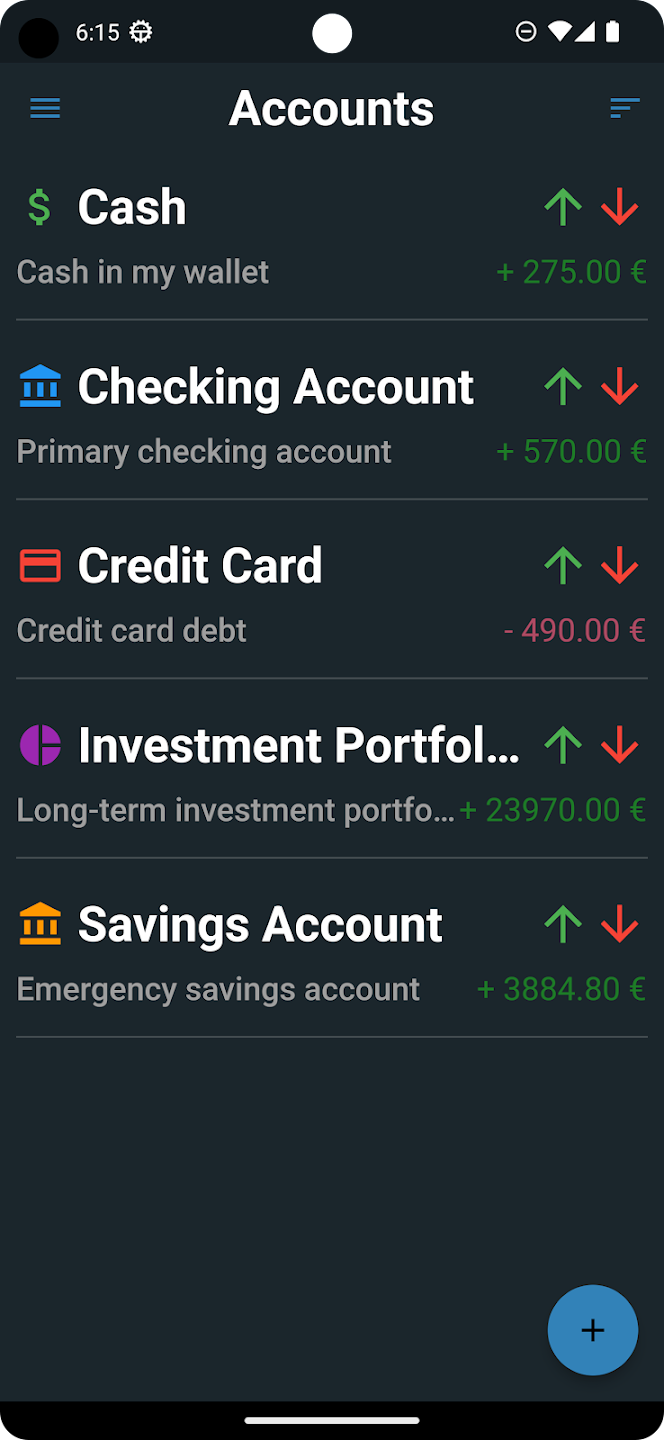 6:15
Accounts
Cash
Cash in my wallet + 275.00 €
Checking Account
Primary checking account + 570.00 €
Credit Card
Credit card debt - 490.00 €
Investment Portfol...
Long-term investment portfo... + 23970.00 €
Savings Account
Emergency savings account + 3884.80 €